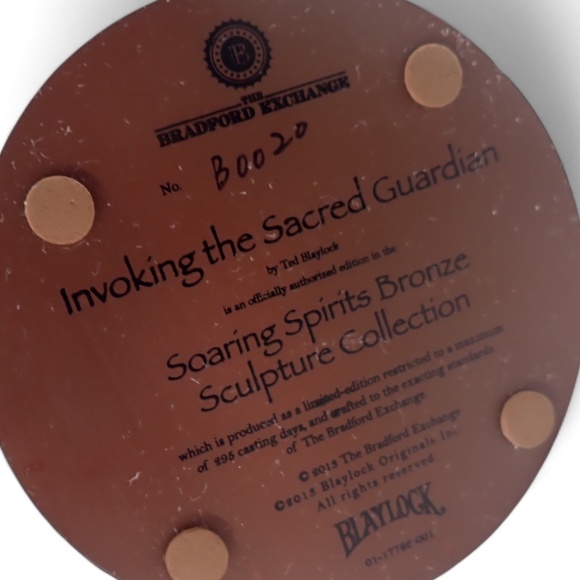 B
THE
BRADFORD EXCHANGE
No. B0020
Invoking the Sacred Guardian
by Ted Blaylock
is an officially authorized edition in the
Soaring Spirits Bronze
Sculpture Collection
which is produced as a limited-edition restricted to a maximum
of 295 casting days, and crafted to the exacting standards
of The Bradford Exchange
© 2013 The Bradford Exchange
©2013 Blaylock Originals Inc
All rights reserved
BLAYLOCK